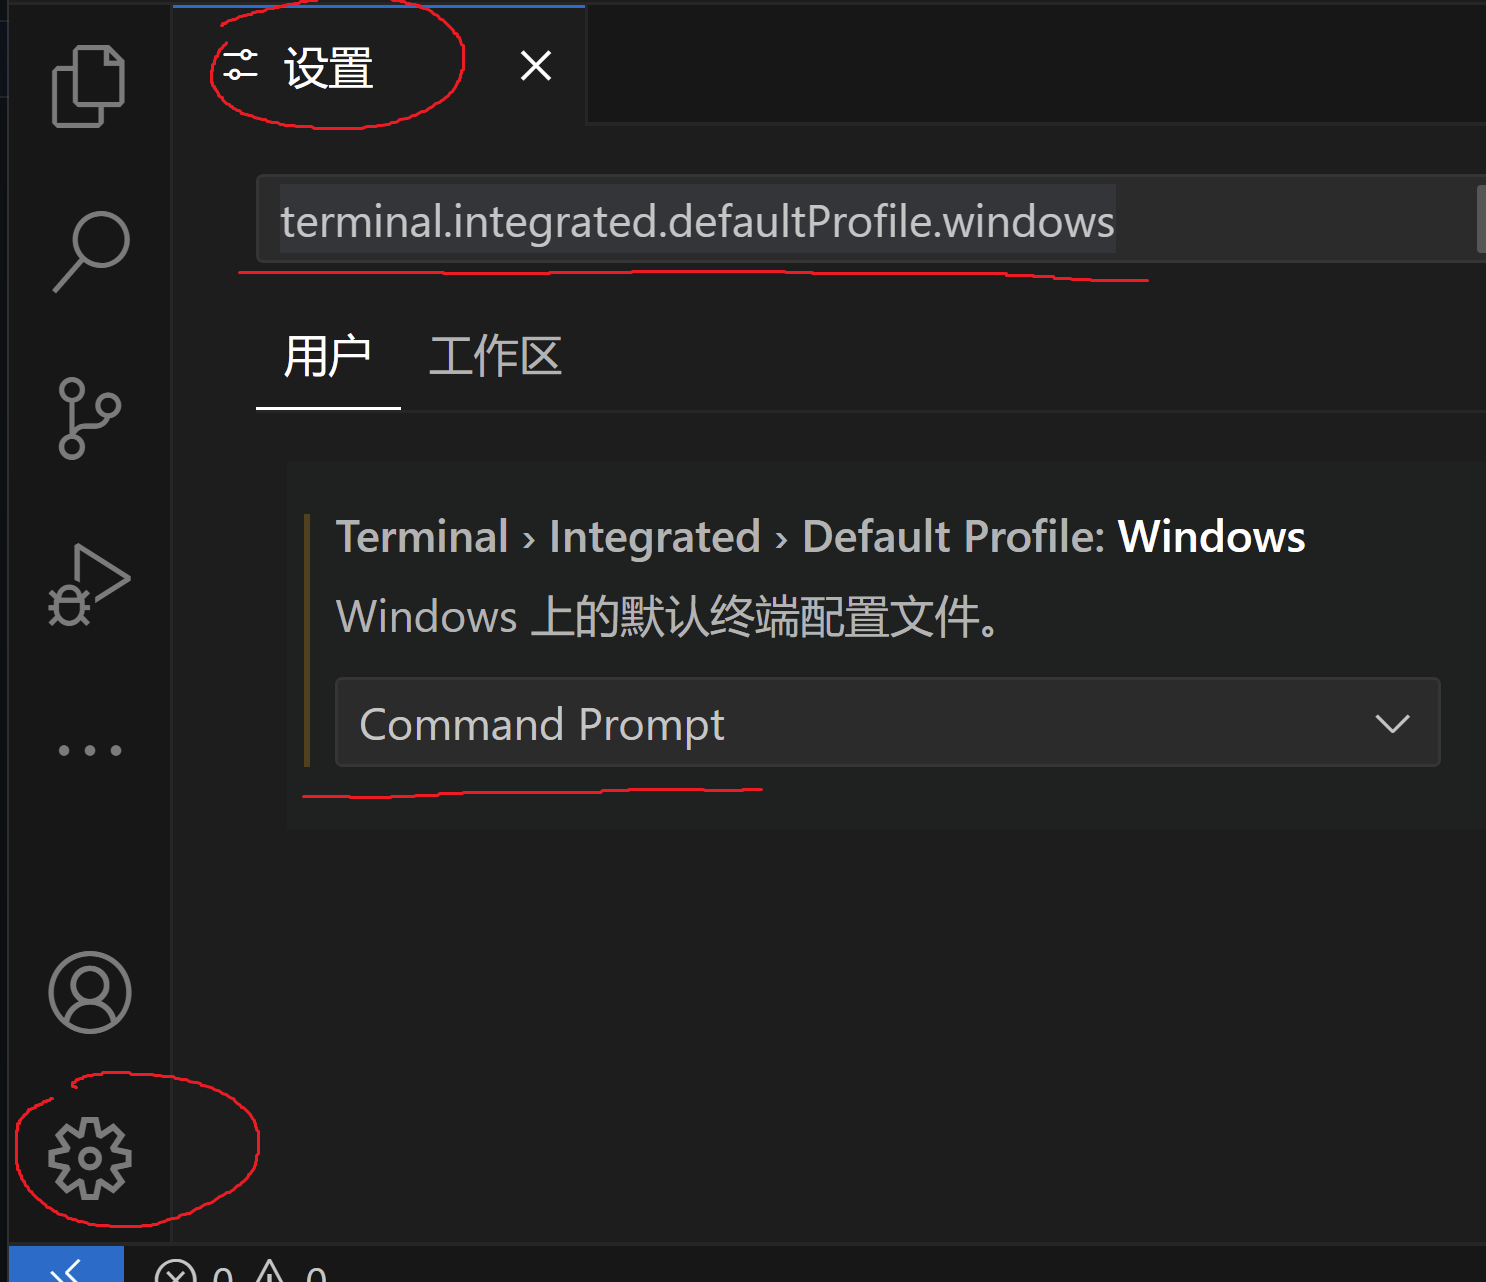 设置
terminal.integrated.defaultProfile.windows
用户 工作区
Terminal › Integrated › Default Profile: Windows
Windows 上的默认终端配置文件。
Command Prompt
0 0